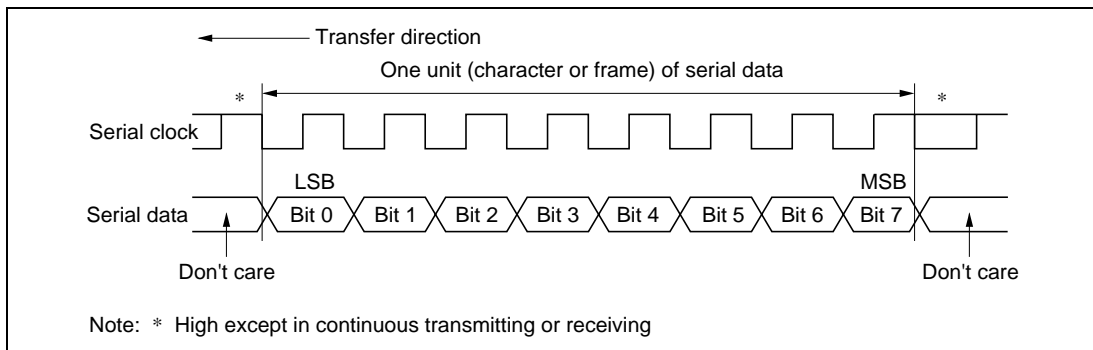 Transfer direction
One unit (character or frame) of serial data
* *
Serial clock
LSB MSB
Serial data Bit 0 Bit 1 Bit 2 Bit 3 Bit 4 Bit 5 Bit 6 Bit 7
Don't care Don't care
Note: * High except in continuous transmitting or receiving